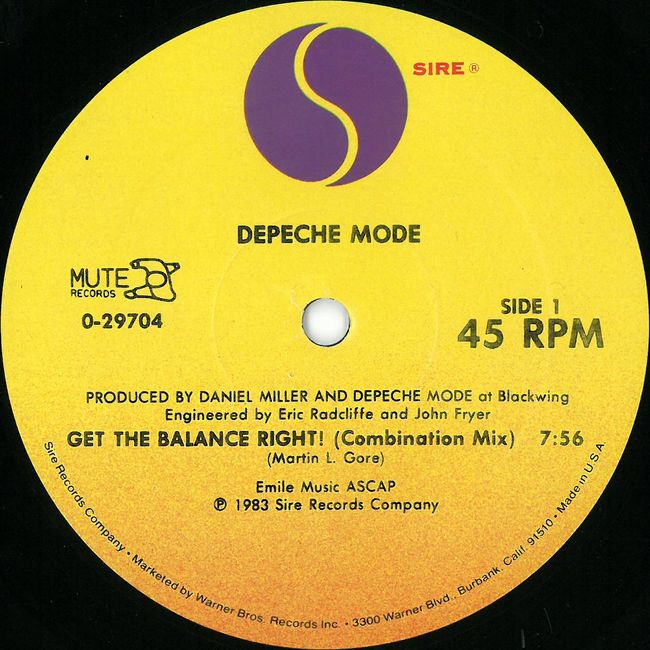 SIRE ®
DEPECHE MODE
MUTE
RECORDS
0-29704
SIDE 1
45 RPM
PRODUCED BY DANIEL MILLER AND DEPECHE MODE at Blackwing
Engineered by Eric Radcliffe and John Fryer
GET THE BALANCE RIGHT! (Combination Mix) 7:56
(Martin L. Gore)
Emile Music ASCAP
℗ 1983 Sire Records Company
Sire Records Company • Marketed by Warner Bros. Records Inc. • 3300 Warner Blvd., Burbank, Calif. 91510 • Made in U.S.A.